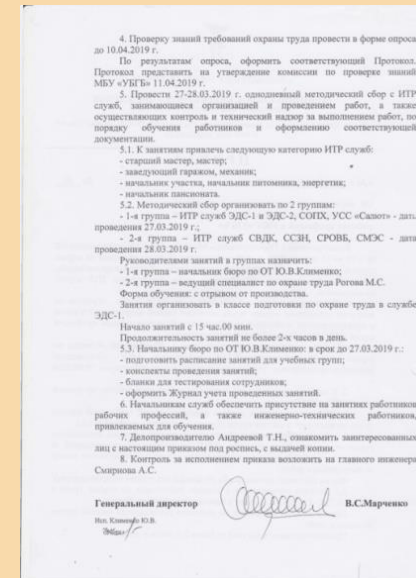 4. Проверку знаний требований охраны труда провести в форме опроса
до 10.04.2019 г.
По результатам опроса, оформить соответствующий Протокол.
Протокол представить на утверждение комиссии по проверке знаний
МБУ «УБГБ» 11.04.2019 г.
5. Провести 27-28.03.2019 г. однодневный методический сбор с ИТР
служб, занимающиеся организацией и проведением работ, а также
осуществляющих контроль и технический надзор за выполнением работ, по
порядку обучения работников и оформлению соответствующей
документации.
5.1. К занятиям привлечь следующую категорию ИТР служб:
- старший мастер, мастер;
- заведующий гаражом, механик;
- начальник участка, начальник питомника, энергетик;
- начальник пансионата.
5.2. Методический сбор организовать по 2 группам:
- 1-я группа – ИТР служб ЭДС-1 и ЭДС-2, СОПХ, УСС «Салют» - дата
проведения 27.03.2019 г.;
- 2-я группа – ИТР служб СВДК, ССЗН, СРОВБ, СМЭС - дата
проведения 28.03.2019 г.
Руководителями занятий в группах назначить:
- 1-я группа – начальник бюро по ОТ Ю.В.Клименко;
- 2-я группа – ведущий специалист по охране труда Рогова М.С.
Форма обучения: с отрывом от производства.
Занятия организовать в классе подготовки по охране труда в службе
ЭДС-1.
Начало занятий с 15 час.00 мин.
Продолжительность занятий не более 2-х часов в день.
5.3. Начальнику бюро по ОТ Ю.В.Клименко: в срок до 27.03.2019 г.:
- подготовить расписание занятий для учебных групп;
- конспекты проведения занятий;
- бланки для тестирования сотрудников;
- оформить Журнал учета проведенных занятий.
6. Начальникам служб обеспечить присутствие на занятиях работников
рабочих профессий, а также инженерно-технических работников,
привлекаемых для обучения.
7. Делопроизводителю Андреевой Т.Н., ознакомить заинтересованных
лиц с настоящим приказом под роспись, с выдачей копии.
8. Контроль за исполнением приказа возложить на главного инженера
Смирнова А.С.
Генеральный директор В.С.Марченко
Исп. Клименко Ю.В.